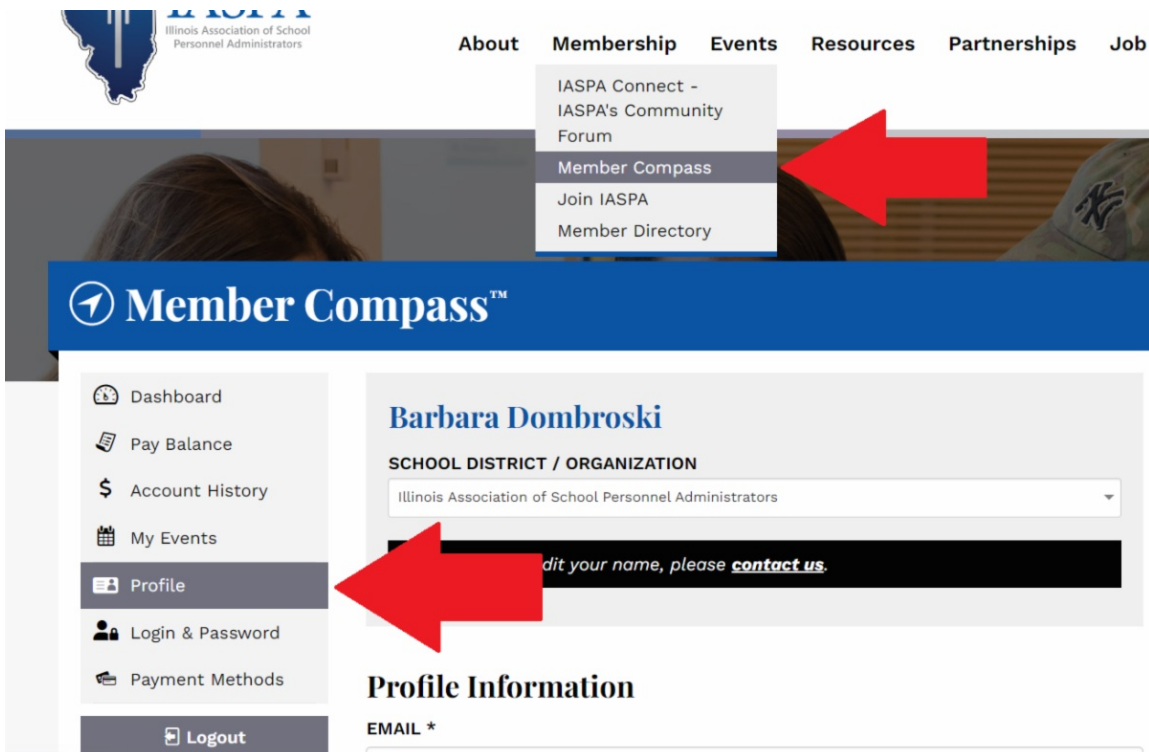 IASPA
Illinois Association of School
Personnel Administrators
About Membership Events Resources Partnerships Job
IASPA Connect -
IASPA's Community
Forum
Member Compass
Join IASPA
Member Directory
Member Compass™
Dashboard
Pay Balance
Account History
My Events
Profile
Login & Password
Payment Methods
Logout
Barbara Dombroski
SCHOOL DISTRICT / ORGANIZATION
Illinois Association of School Personnel Administrators
dit your name, please contact us.
Profile Information
EMAIL *